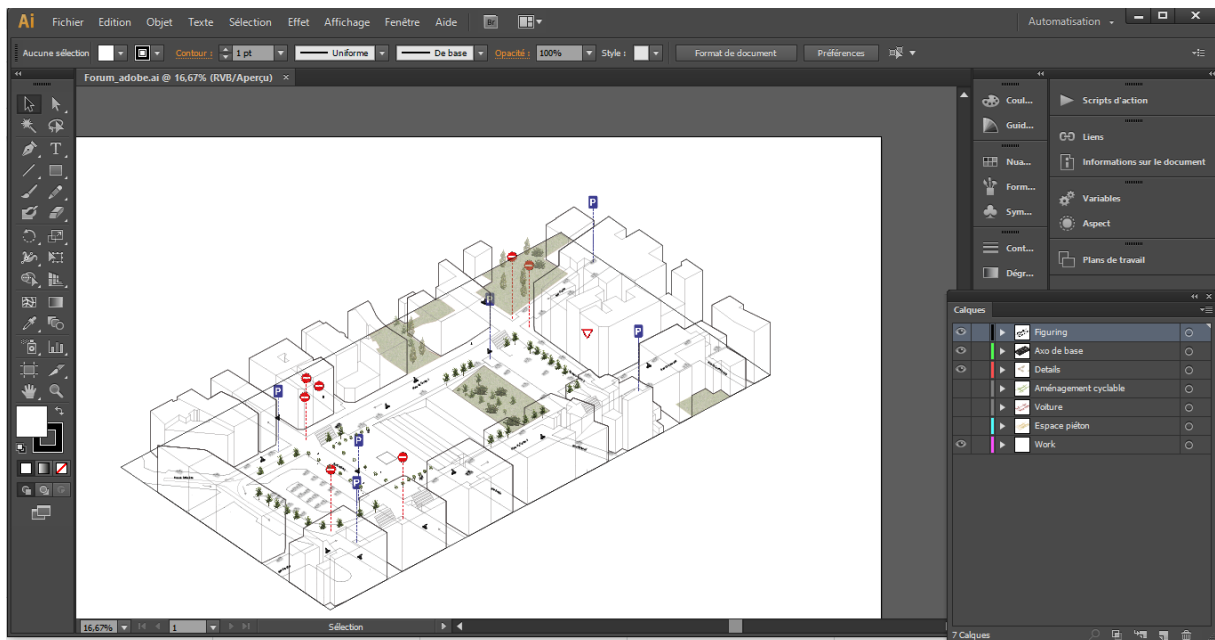 Ai Fichier Edition Objet Texte Sélection Effet Affichage Fenêtre Aide Br Automatisation
Aucune sélection Contour : 1 pt Uniforme De base Opacité : 100% Style : Format de document Préférences
Forum_adobe.ai @ 16,67% (RVB/Aperçu) ×
Coul...
Guid...
Nua...
Form...
Sym...
Cont...
Dégr...
Scripts d'action
Liens
Informations sur le document
Variables
Aspect
Plans de travail
P
P
P
P
P
P
Calques
Figuring
Axo de base
Details
Aménagement cyclable
Voiture
Espace piéton
Work
7 Calques
16,67% 1 Sélection